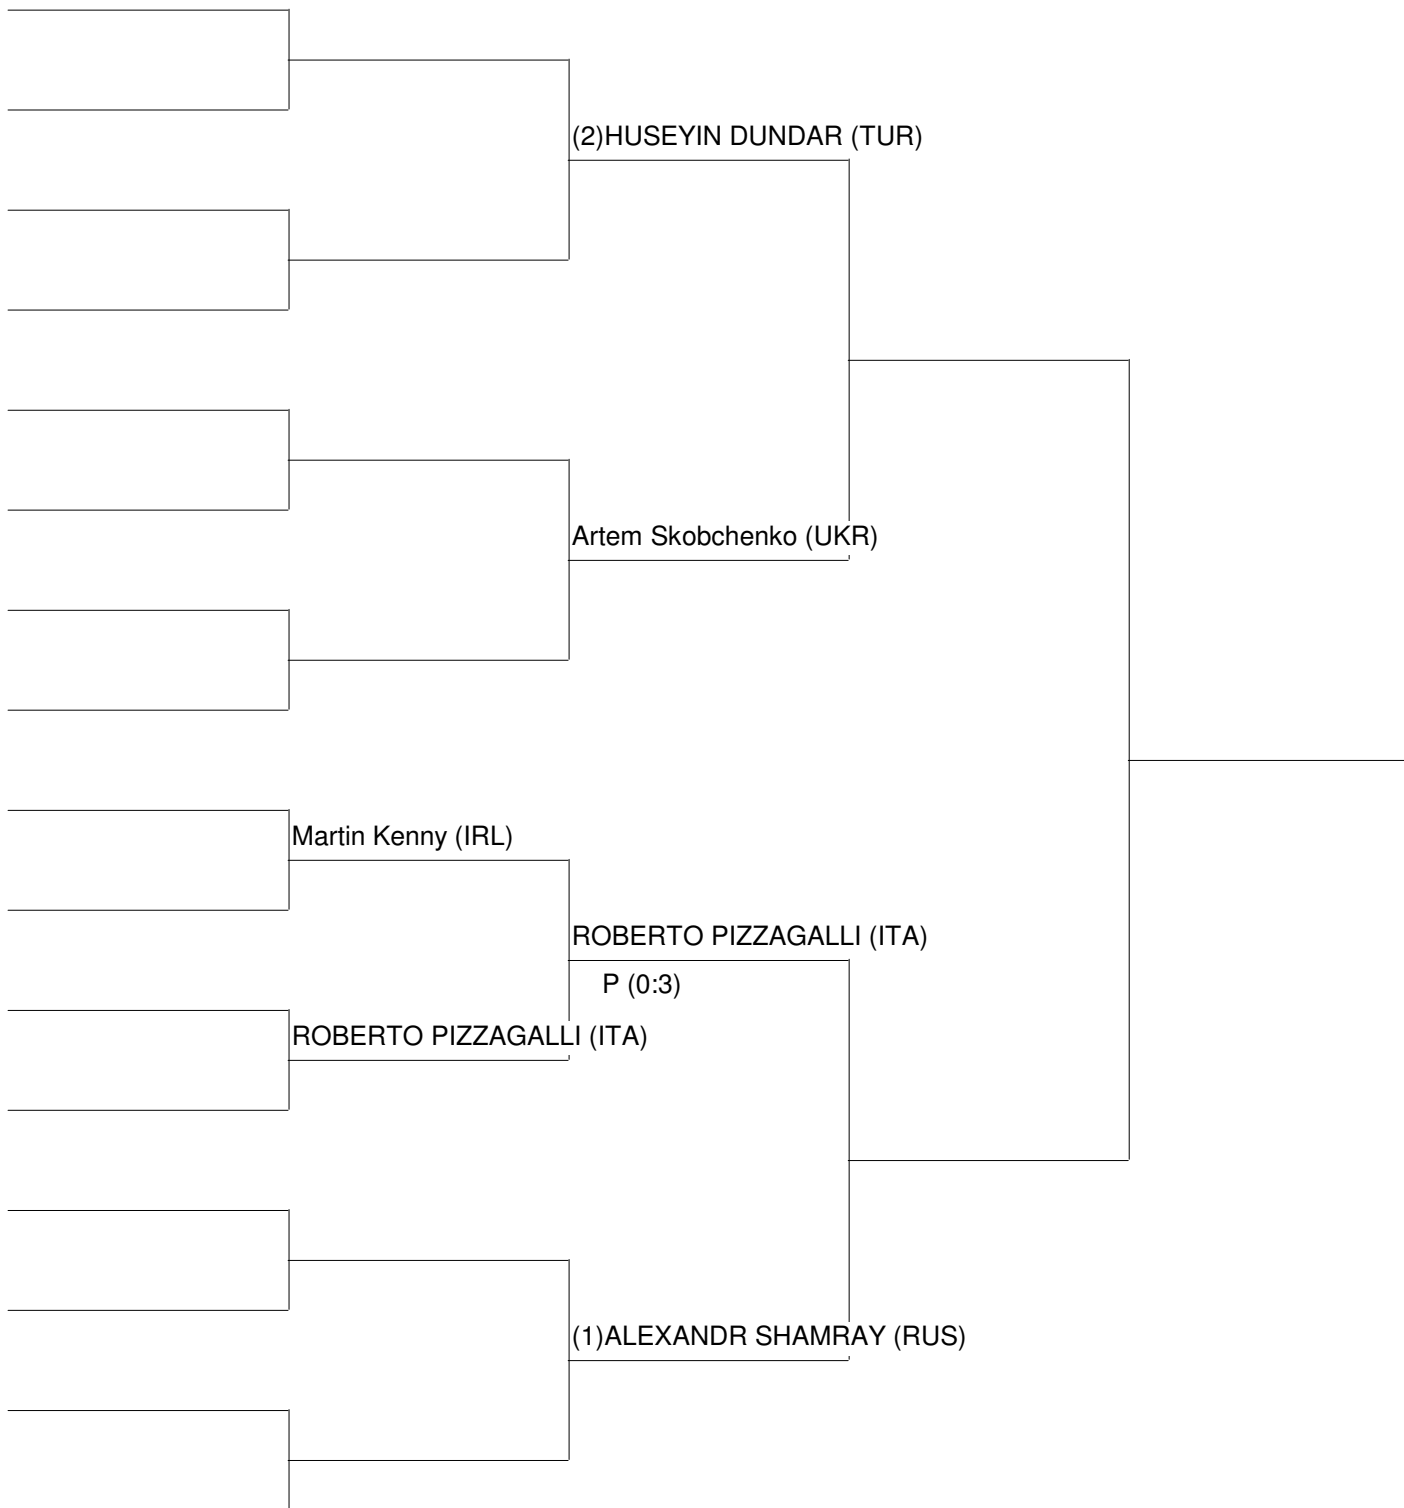 (2)HUSEYIN DUNDAR (TUR)
Artem Skobchenko (UKR)
Martin Kenny (IRL)
ROBERTO PIZZAGALLI (ITA)
P (0:3)
ROBERTO PIZZAGALLI (ITA)
(1)ALEXANDR SHAMRAY (RUS)